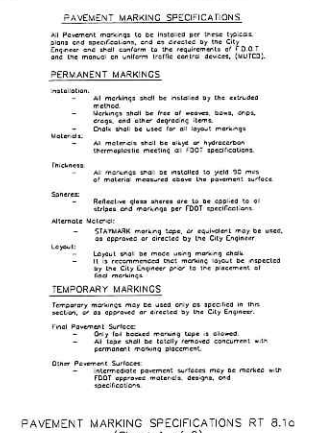 PAVEMENT MARKING SPECIFICATIONS
All Pavement markings to be installed per these typicals,
plans and specifications, and as directed by the City
Engineer and shall conform to the requirements of F.D.O.T
and the manual on uniform traffic control devices, (MUTCD).
PERMANENT MARKINGS
Installation:
- All markings shall be installed by the extruded
method.
- Markings shall be free of weaves, bows, drips,
drags, and other degrading items.
- Chalk shall be used for all layout markings
Materials:
- All materials shall be alkyd or hydrocarbon
thermoplastic meeting all FDOT specifications.
Thickness:
- All markings shall be installed to yield 90 mils
of material measured above the pavement surface.
Spheres:
- Reflective glass sheres are to be applied to all
stripes and markings per FDOT specifications.
Alternate Material:
- STAYMARK marking tape, or equivalent may be used,
as approved or directed by the City Engineer.
Layout:
- Layout shall be made using marking chalk
- It is recommended that marking layout be inspected
by the City Engineer prior to the placement of
final markings.
TEMPORARY MARKINGS
Temporary markings may be used only as specified in this
section, or as approved or directed by the City Engineer.
Final Pavement Surface:
- Only foil backed marking tape is allowed.
- All tape shall be totally removed concurrent with
permanent marking placement.
Other Pavement Surfaces:
- Intermediate pavement surfaces may be marked with
FDOT approved materials, designs, and
specifications.
PAVEMENT MARKING SPECIFICATIONS RT 8.1a